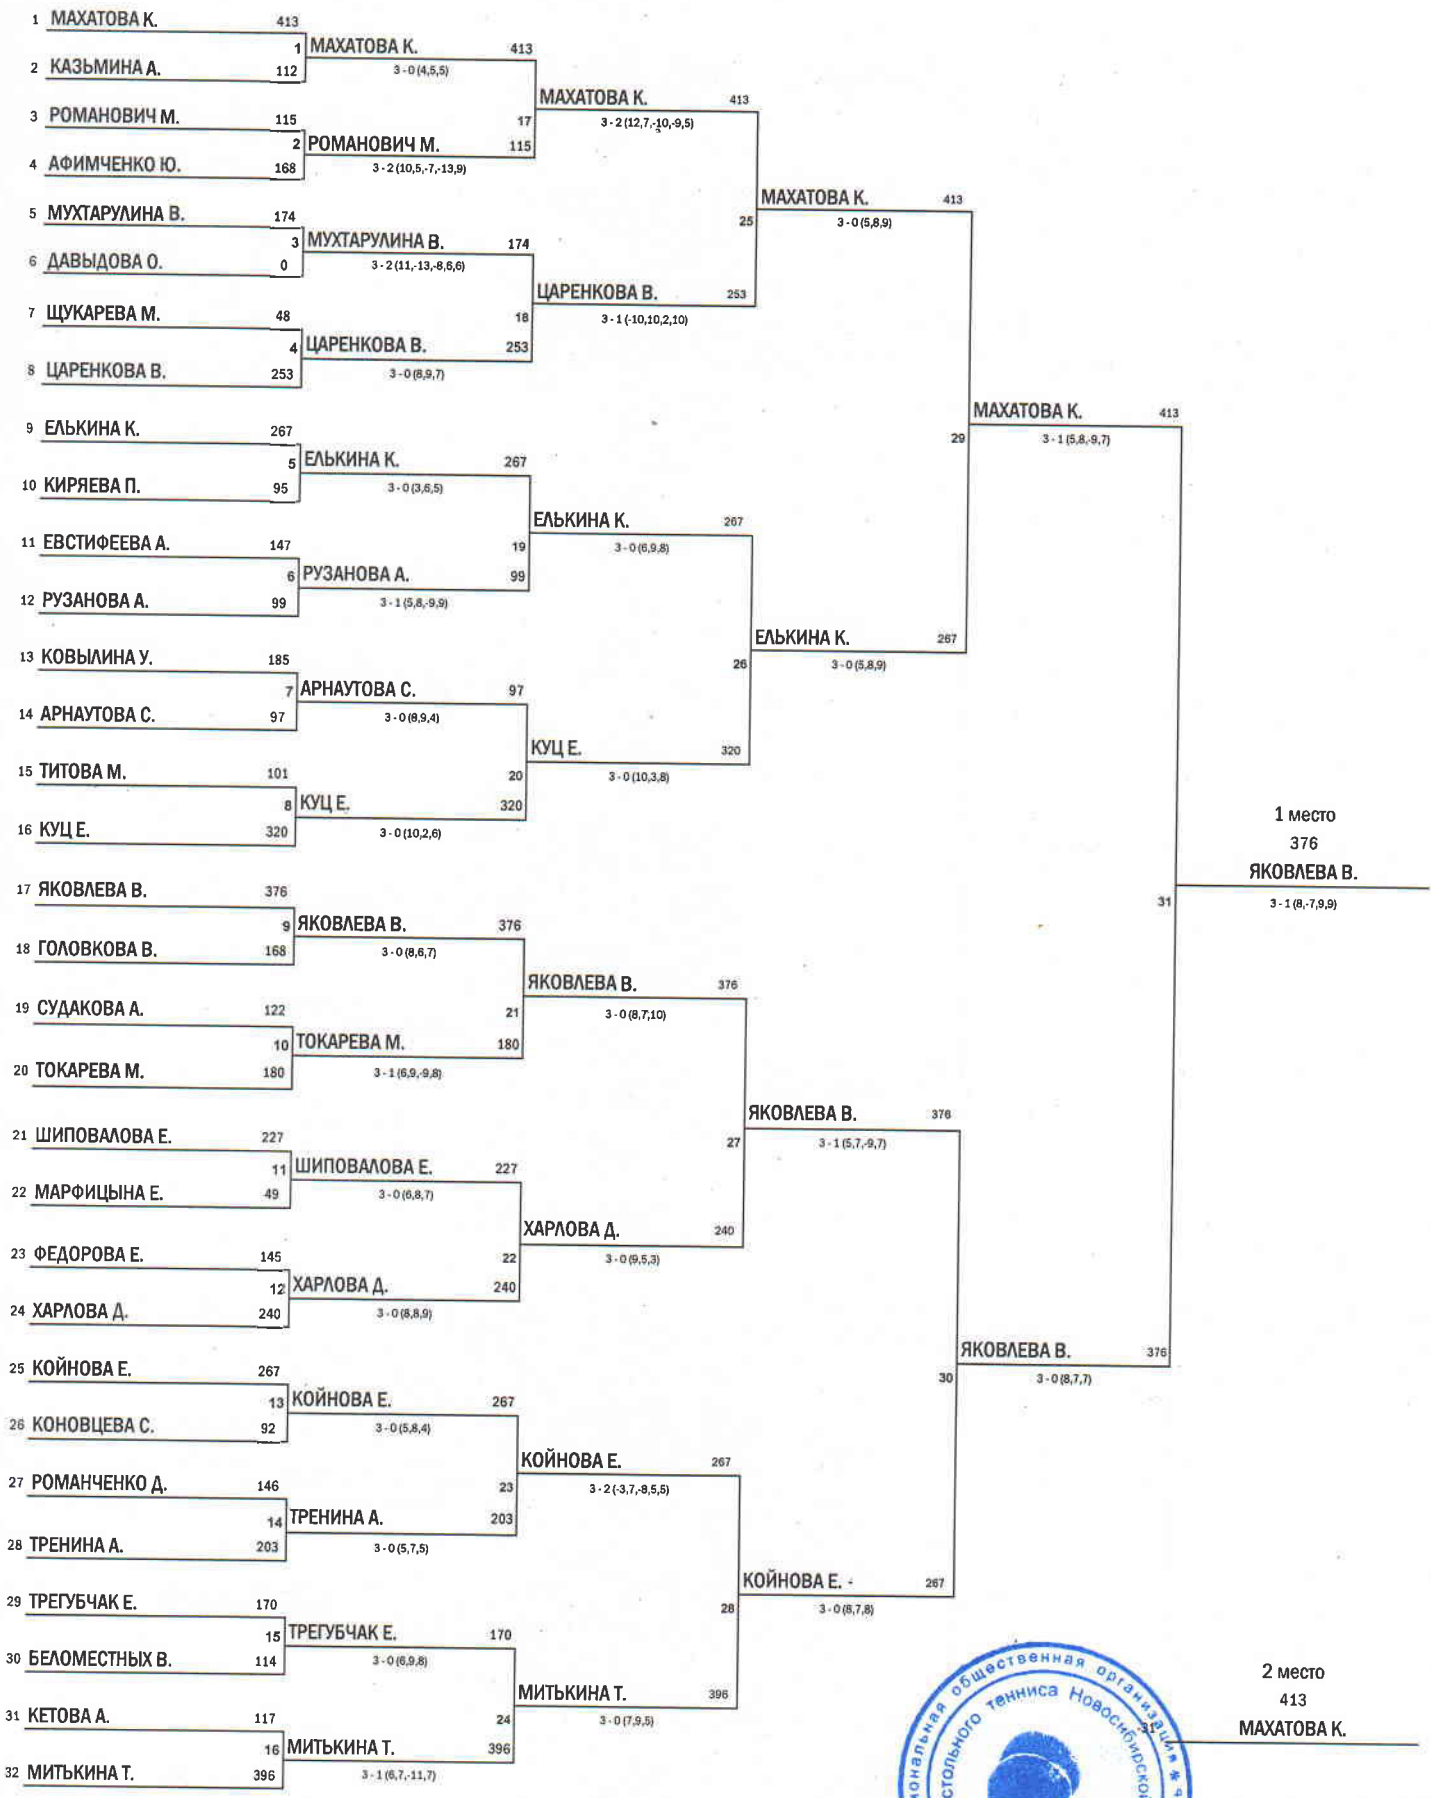 1 МАХАТОВА К. 413
1 МАХАТОВА К. 413
2 КАЗЬМИНА А. 112
3 - 0 (4,5,5)
МАХАТОВА К. 413
3 РОМАНОВИЧ М. 115
17
3 - 2 (12,7,-10,-9,5)
2 РОМАНОВИЧ М. 115
4 АФИМЧЕНКО Ю. 168
3 - 2 (10,5,-7,-13,9)
МАХАТОВА К. 413
5 МУХТАРУЛИНА В. 174
25
3 - 0 (5,8,9)
3 МУХТАРУЛИНА В. 174
6 ДАВЫДОВА О. 0
3 - 2 (11,-13,-8,6,6)
ЦАРЕНКОВА В. 253
7 ЩУКАРЕВА М. 48
18
3 - 1 (-10,10,2,10)
4 ЦАРЕНКОВА В. 253
8 ЦАРЕНКОВА В. 253
3 - 0 (8,9,7)
МАХАТОВА К. 413
9 ЕЛЬКИНА К. 267
29
3 - 1 (5,8,-9,7)
5 ЕЛЬКИНА К. 267
10 КИРЯЕВА П. 95
3 - 0 (3,6,5)
ЕЛЬКИНА К. 267
11 ЕВСТИФЕЕВА А. 147
19
3 - 0 (6,9,8)
6 РУЗАНОВА А. 99
12 РУЗАНОВА А. 99
3 - 1 (5,8,-9,9)
ЕЛЬКИНА К. 267
13 КОВЫЛИНА У. 185
26
3 - 0 (5,8,9)
7 АРНАУТОВА С. 97
14 АРНАУТОВА С. 97
3 - 0 (8,9,4)
КУЦ Е. 320
15 ТИТОВА М. 101
20
3 - 0 (10,3,8)
8 КУЦ Е. 320
16 КУЦ Е. 320
3 - 0 (10,2,6)
1 место
376
ЯКОВЛЕВА В.
31
3 - 1 (8,-7,9,9)
17 ЯКОВЛЕВА В. 376
9 ЯКОВЛЕВА В. 376
18 ГОЛОВКОВА В. 168
3 - 0 (8,6,7)
ЯКОВЛЕВА В. 376
19 СУДАКОВА А. 122
21
3 - 0 (8,7,10)
10 ТОКАРЕВА М. 180
20 ТОКАРЕВА М. 180
3 - 1 (6,9,-9,8)
ЯКОВЛЕВА В. 376
21 ШИПОВАЛОВА Е. 227
27
3 - 1 (5,7,-9,7)
11 ШИПОВАЛОВА Е. 227
22 МАРФИЦЫНА Е. 49
3 - 0 (6,8,7)
ХАРЛОВА Д. 240
23 ФЕДОРОВА Е. 145
22
3 - 0 (9,5,3)
12 ХАРЛОВА Д. 240
24 ХАРЛОВА Д. 240
3 - 0 (8,8,9)
ЯКОВЛЕВА В. 376
25 КОЙНОВА Е. 267
30
3 - 0 (8,7,7)
13 КОЙНОВА Е. 267
26 КОНОВЦЕВА С. 92
3 - 0 (5,8,4)
КОЙНОВА Е. 267
27 РОМАНЧЕНКО Д. 146
23
3 - 2 (-3,7,-8,5,5)
14 ТРЕНИНА А. 203
28 ТРЕНИНА А. 203
3 - 0 (5,7,5)
КОЙНОВА Е. - 267
29 ТРЕГУБЧАК Е. 170
28
3 - 0 (8,7,8)
15 ТРЕГУБЧАК Е. 170
30 БЕЛОМЕСТНЫХ В. 114
3 - 0 (6,9,8)
МИТЬКИНА Т. 396
31 КЕТОВА А. 117
24
3 - 0 (7,9,5)
16 МИТЬКИНА Т. 396
32 МИТЬКИНА Т. 396
3 - 1 (6,7,-11,7)
2 место
413
-31 МАХАТОВА К.
общественная организация
тенниса Новосибирской